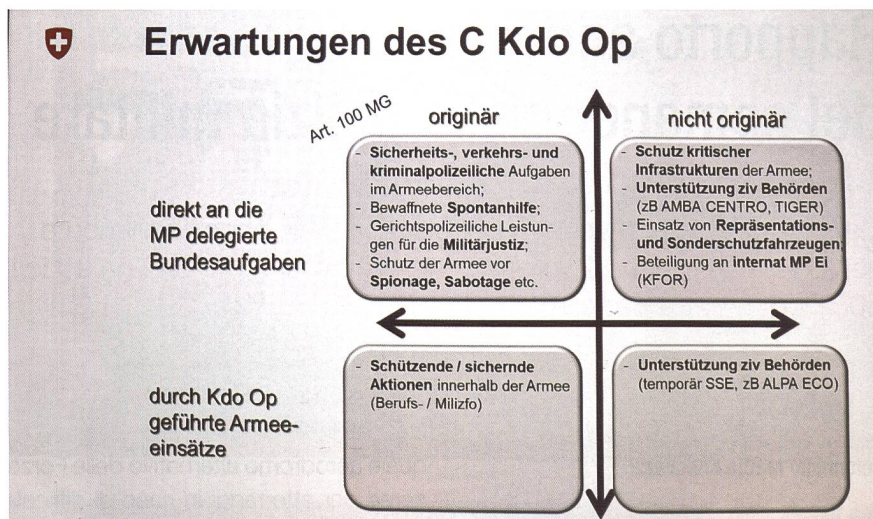 Erwartungen des C Kdo Op
Art. 100 MG
originär
nicht originär
direkt an die
MP delegierte
Bundesaufgaben
- Sicherheits-, verkehrs- und
kriminalpolizeiliche Aufgaben
im Armeebereich;
- Bewaffnete Spontanhilfe;
- Gerichtspolizeiliche Leistun-
gen für die Militärjustiz;
- Schutz der Armee vor
Spionage, Sabotage etc.
- Schutz kritischer
Infrastrukturen der Armee;
- Unterstützung ziv Behörden
(zB AMBA CENTRO, TIGER)
- Einsatz von Repräsentations-
und Sonderschutzfahrzeugen;
- Beteiligung an internat MP Ei
(KFOR)
durch Kdo Op
geführte Armee-
einsätze
- Schützende / sichernde
Aktionen innerhalb der Armee
(Berufs- / Milizfo)
- Unterstützung ziv Behörden
(temporär SSE, zB ALPA ECO)